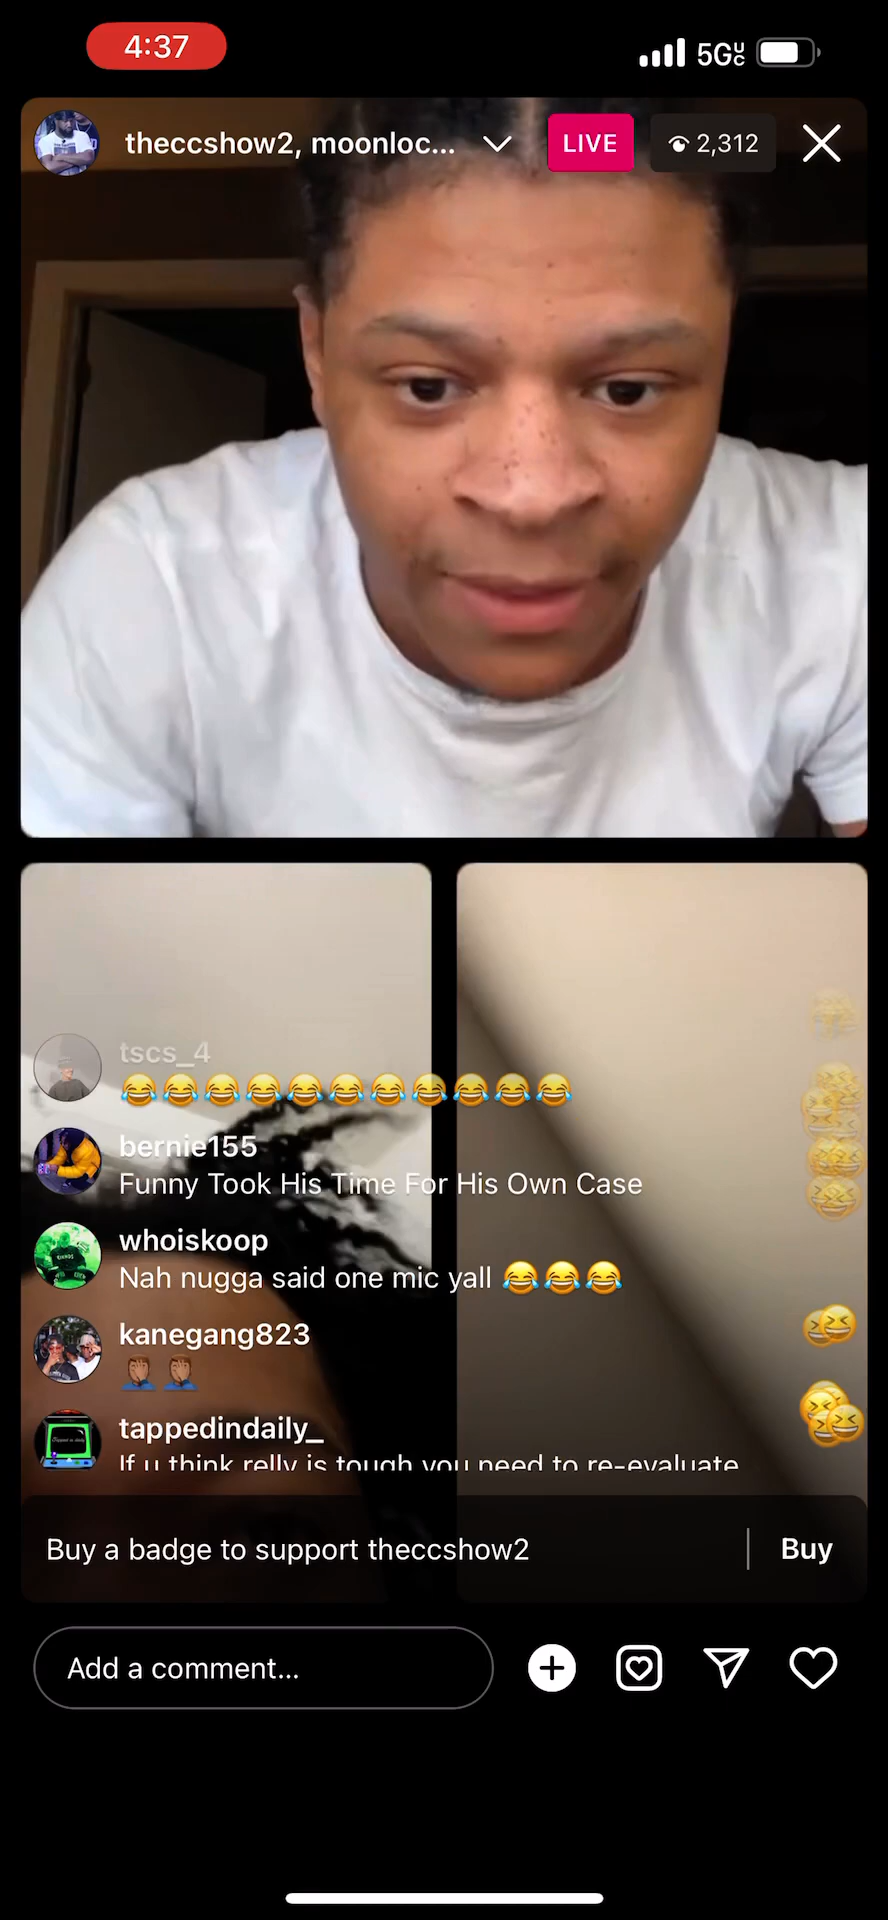 4:37
5G UC
theccshow2, moonloc...
LIVE
2,312
tscs_4
😂😂😂😂😂😂😂😂😂😂😂
bernie155
Funny Took His Time For His Own Case
whoiskoop
Nah nugga said one mic yall 😂😂😂
kanegang823
🤦🏽‍♂️🤦🏽‍♂️
tappedindaily_
If u think relly is tough you need to re-evaluate
Buy a badge to support theccshow2
Buy
Add a comment...